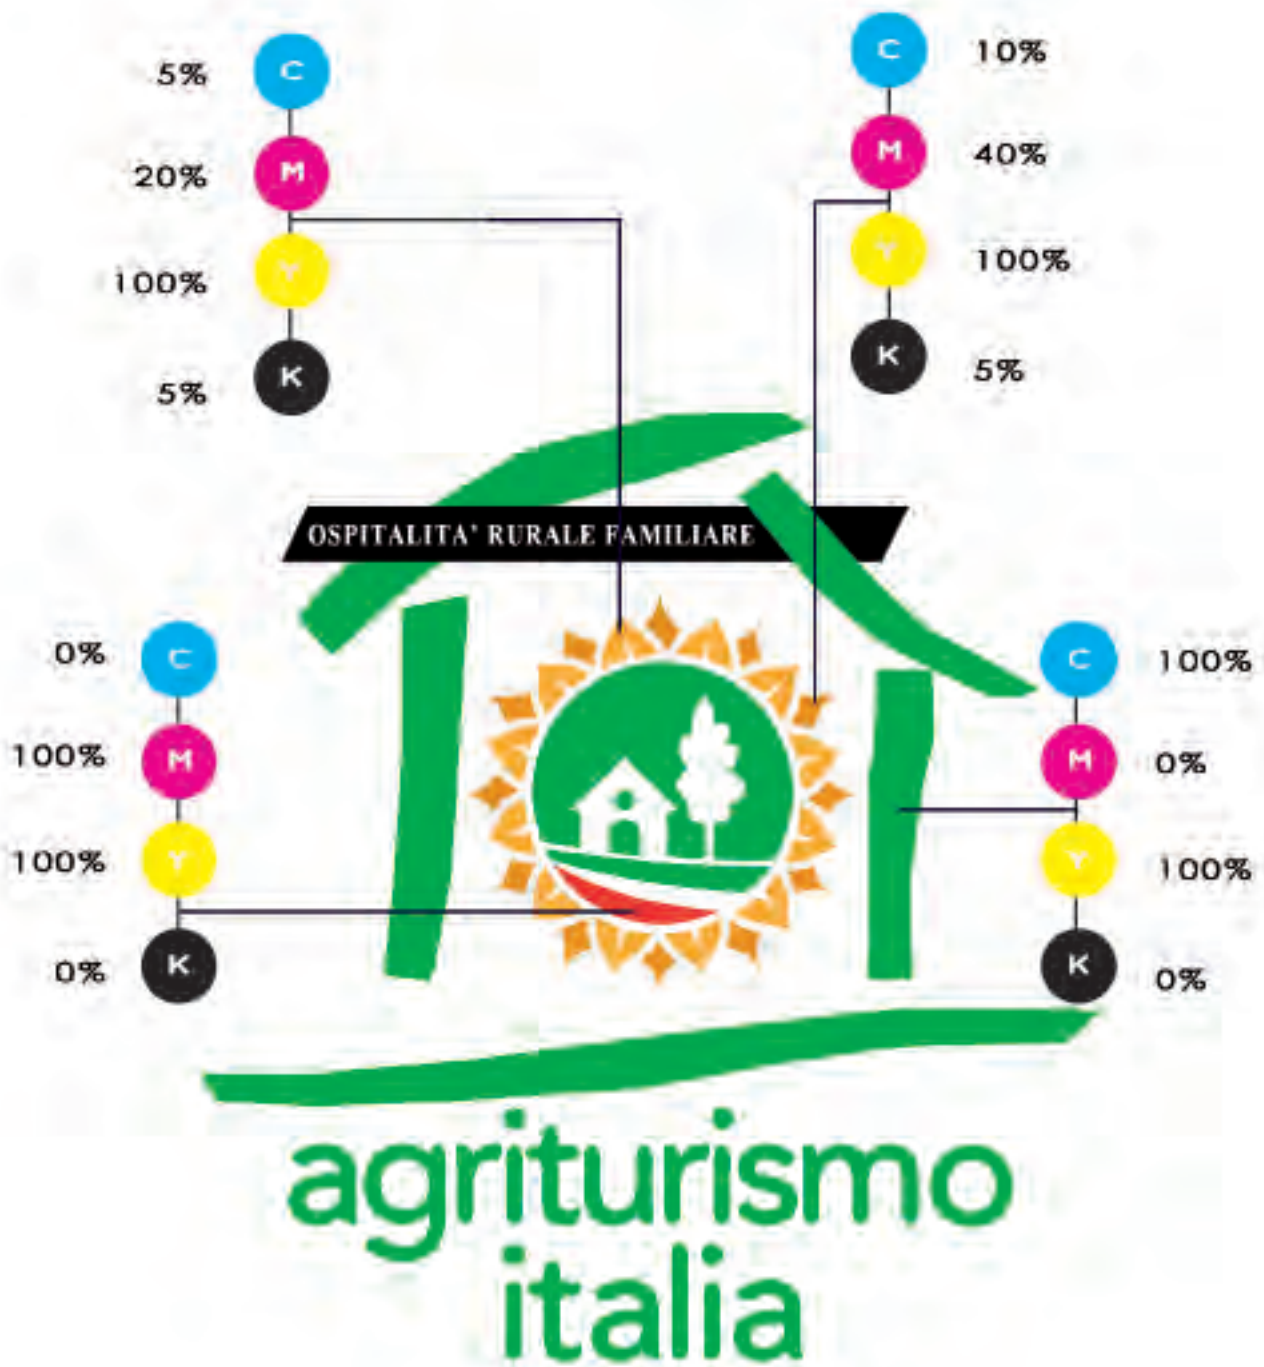 5% C
20% M
100% Y
5% K
C 10%
M 40%
Y 100%
K 5%
OSPITALITA' RURALE FAMILIARE
0% C
100% M
100% Y
0% K
C 100%
M 0%
Y 100%
K 0%
agriturismo
italia